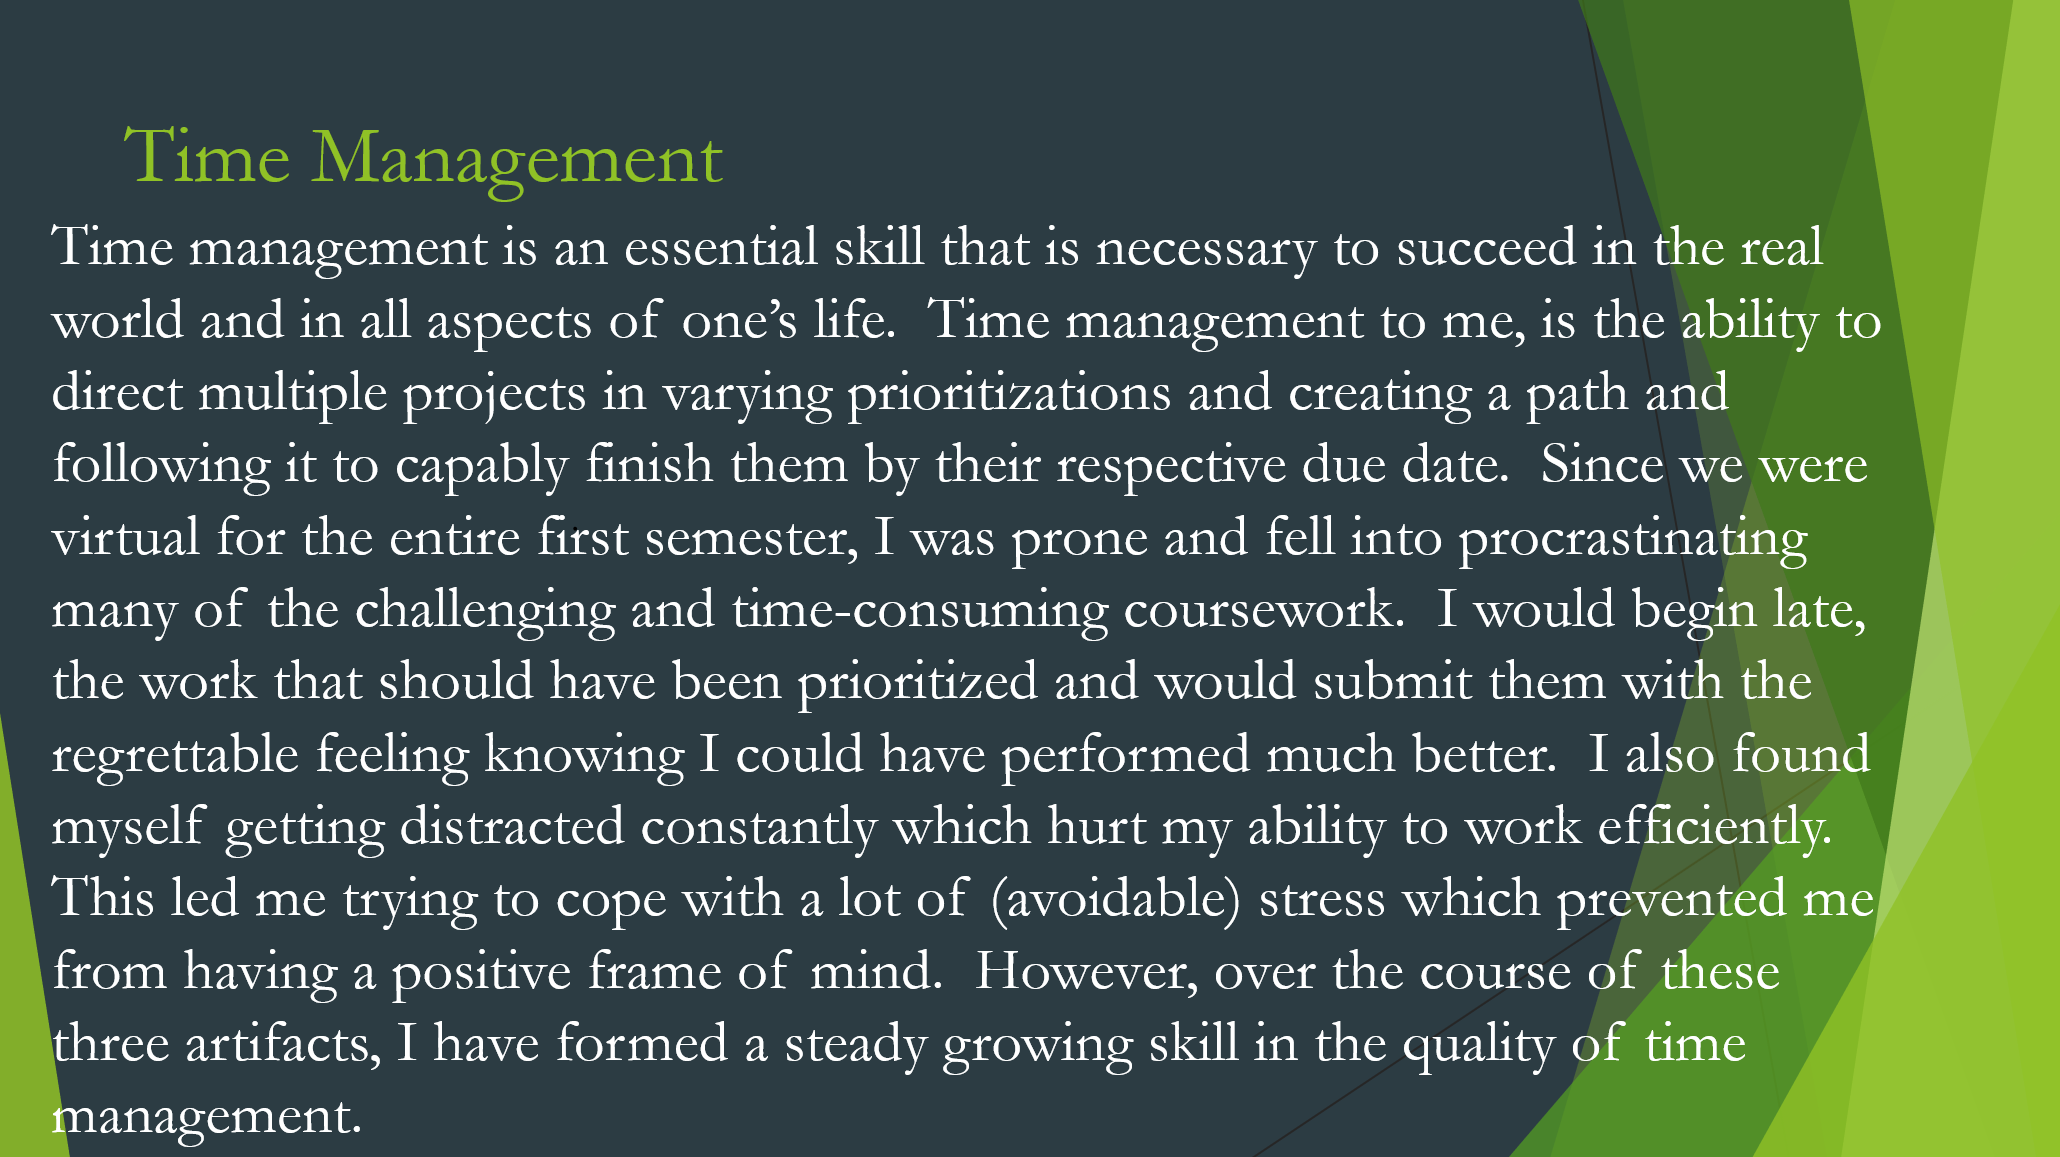 Time Management
Time management is an essential skill that is necessary to succeed in the real
world and in all aspects of one’s life.  Time management to me, is the ability to
direct multiple projects in varying prioritizations and creating a path and
following it to capably finish them by their respective due date.  Since we were
virtual for the entire first semester, I was prone and fell into procrastinating
many of the challenging and time-consuming coursework.  I would begin late,
the work that should have been prioritized and would submit them with the
regrettable feeling knowing I could have performed much better.  I also found
myself getting distracted constantly which hurt my ability to work efficiently.
This led me trying to cope with a lot of (avoidable) stress which prevented me
from having a positive frame of mind.  However, over the course of these
three artifacts, I have formed a steady growing skill in the quality of time
management.